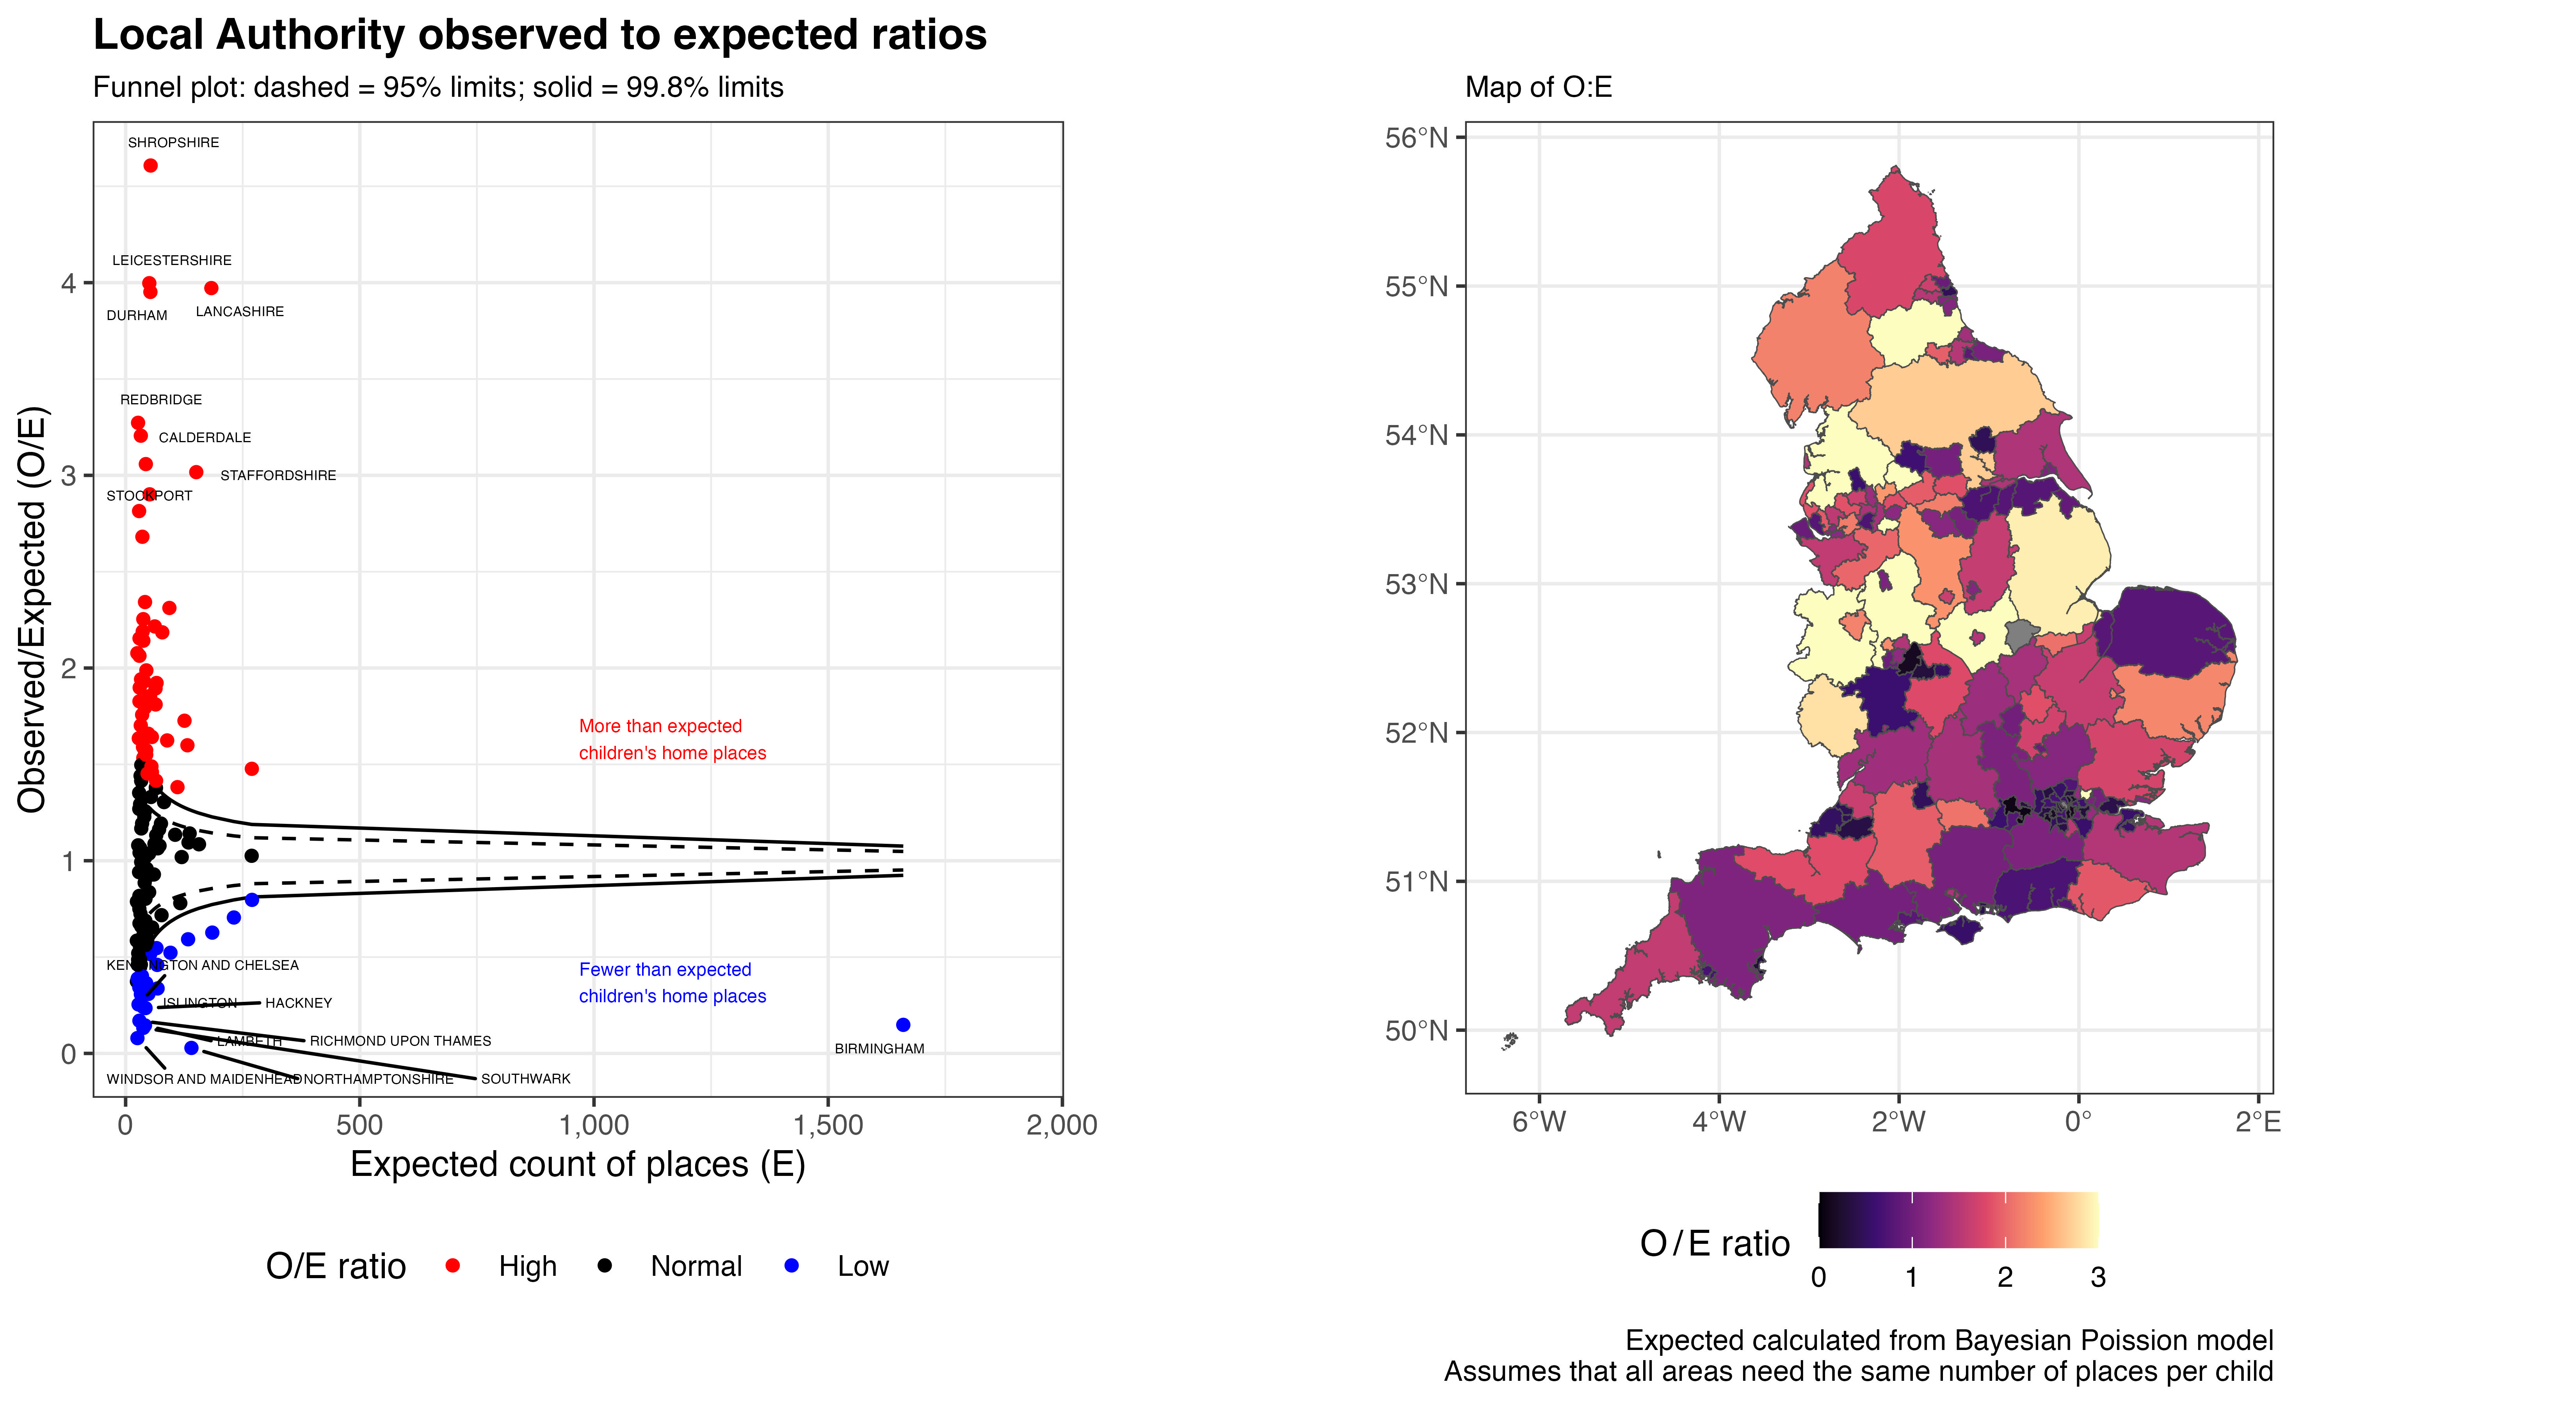 Local Authority observed to expected ratios
Funnel plot: dashed = 95% limits; solid = 99.8% limits
SHROPSHIRE
LEICESTERSHIRE
DURHAM
LANCASHIRE
REDBRIDGE
CALDERDALE
STAFFORDSHIRE
STOCKPORT
More than expected
children's home places
KENSINGTON AND CHELSEA
Fewer than expected
children's home places
ISLINGTON
HACKNEY
LAMBETH
RICHMOND UPON THAMES
BIRMINGHAM
WINDSOR AND MAIDENHEAD
NORTHAMPTONSHIRE
SOUTHWARK
Observed/Expected (O/E)
4
3
2
1
0
0
500
1,000
1,500
2,000
Expected count of places (E)
O/E ratio
High
Normal
Low
Map of O:E
56°N
55°N
54°N
53°N
52°N
51°N
50°N
6°W
4°W
2°W
0°
2°E
O/E ratio
0
1
2
3
Expected calculated from Bayesian Poission model
Assumes that all areas need the same number of places per child